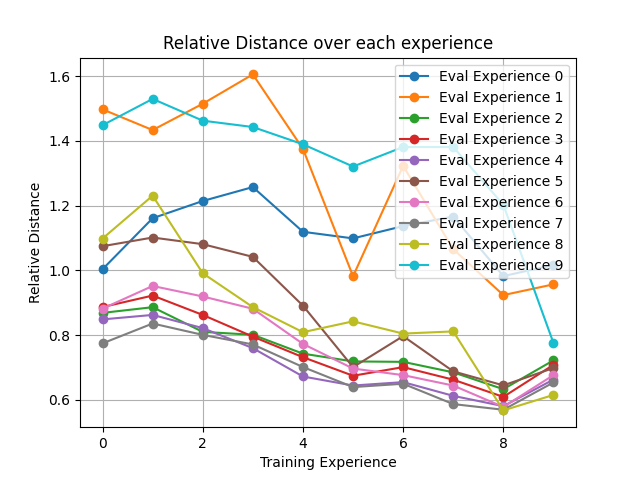 Relative Distance over each experience
Eval Experience 0
Eval Experience 1
Eval Experience 2
Eval Experience 3
Eval Experience 4
Eval Experience 5
Eval Experience 6
Eval Experience 7
Eval Experience 8
Eval Experience 9
Relative Distance
1.6
1.4
1.2
1.0
0.8
0.6
0 2 4 6 8
Training Experience